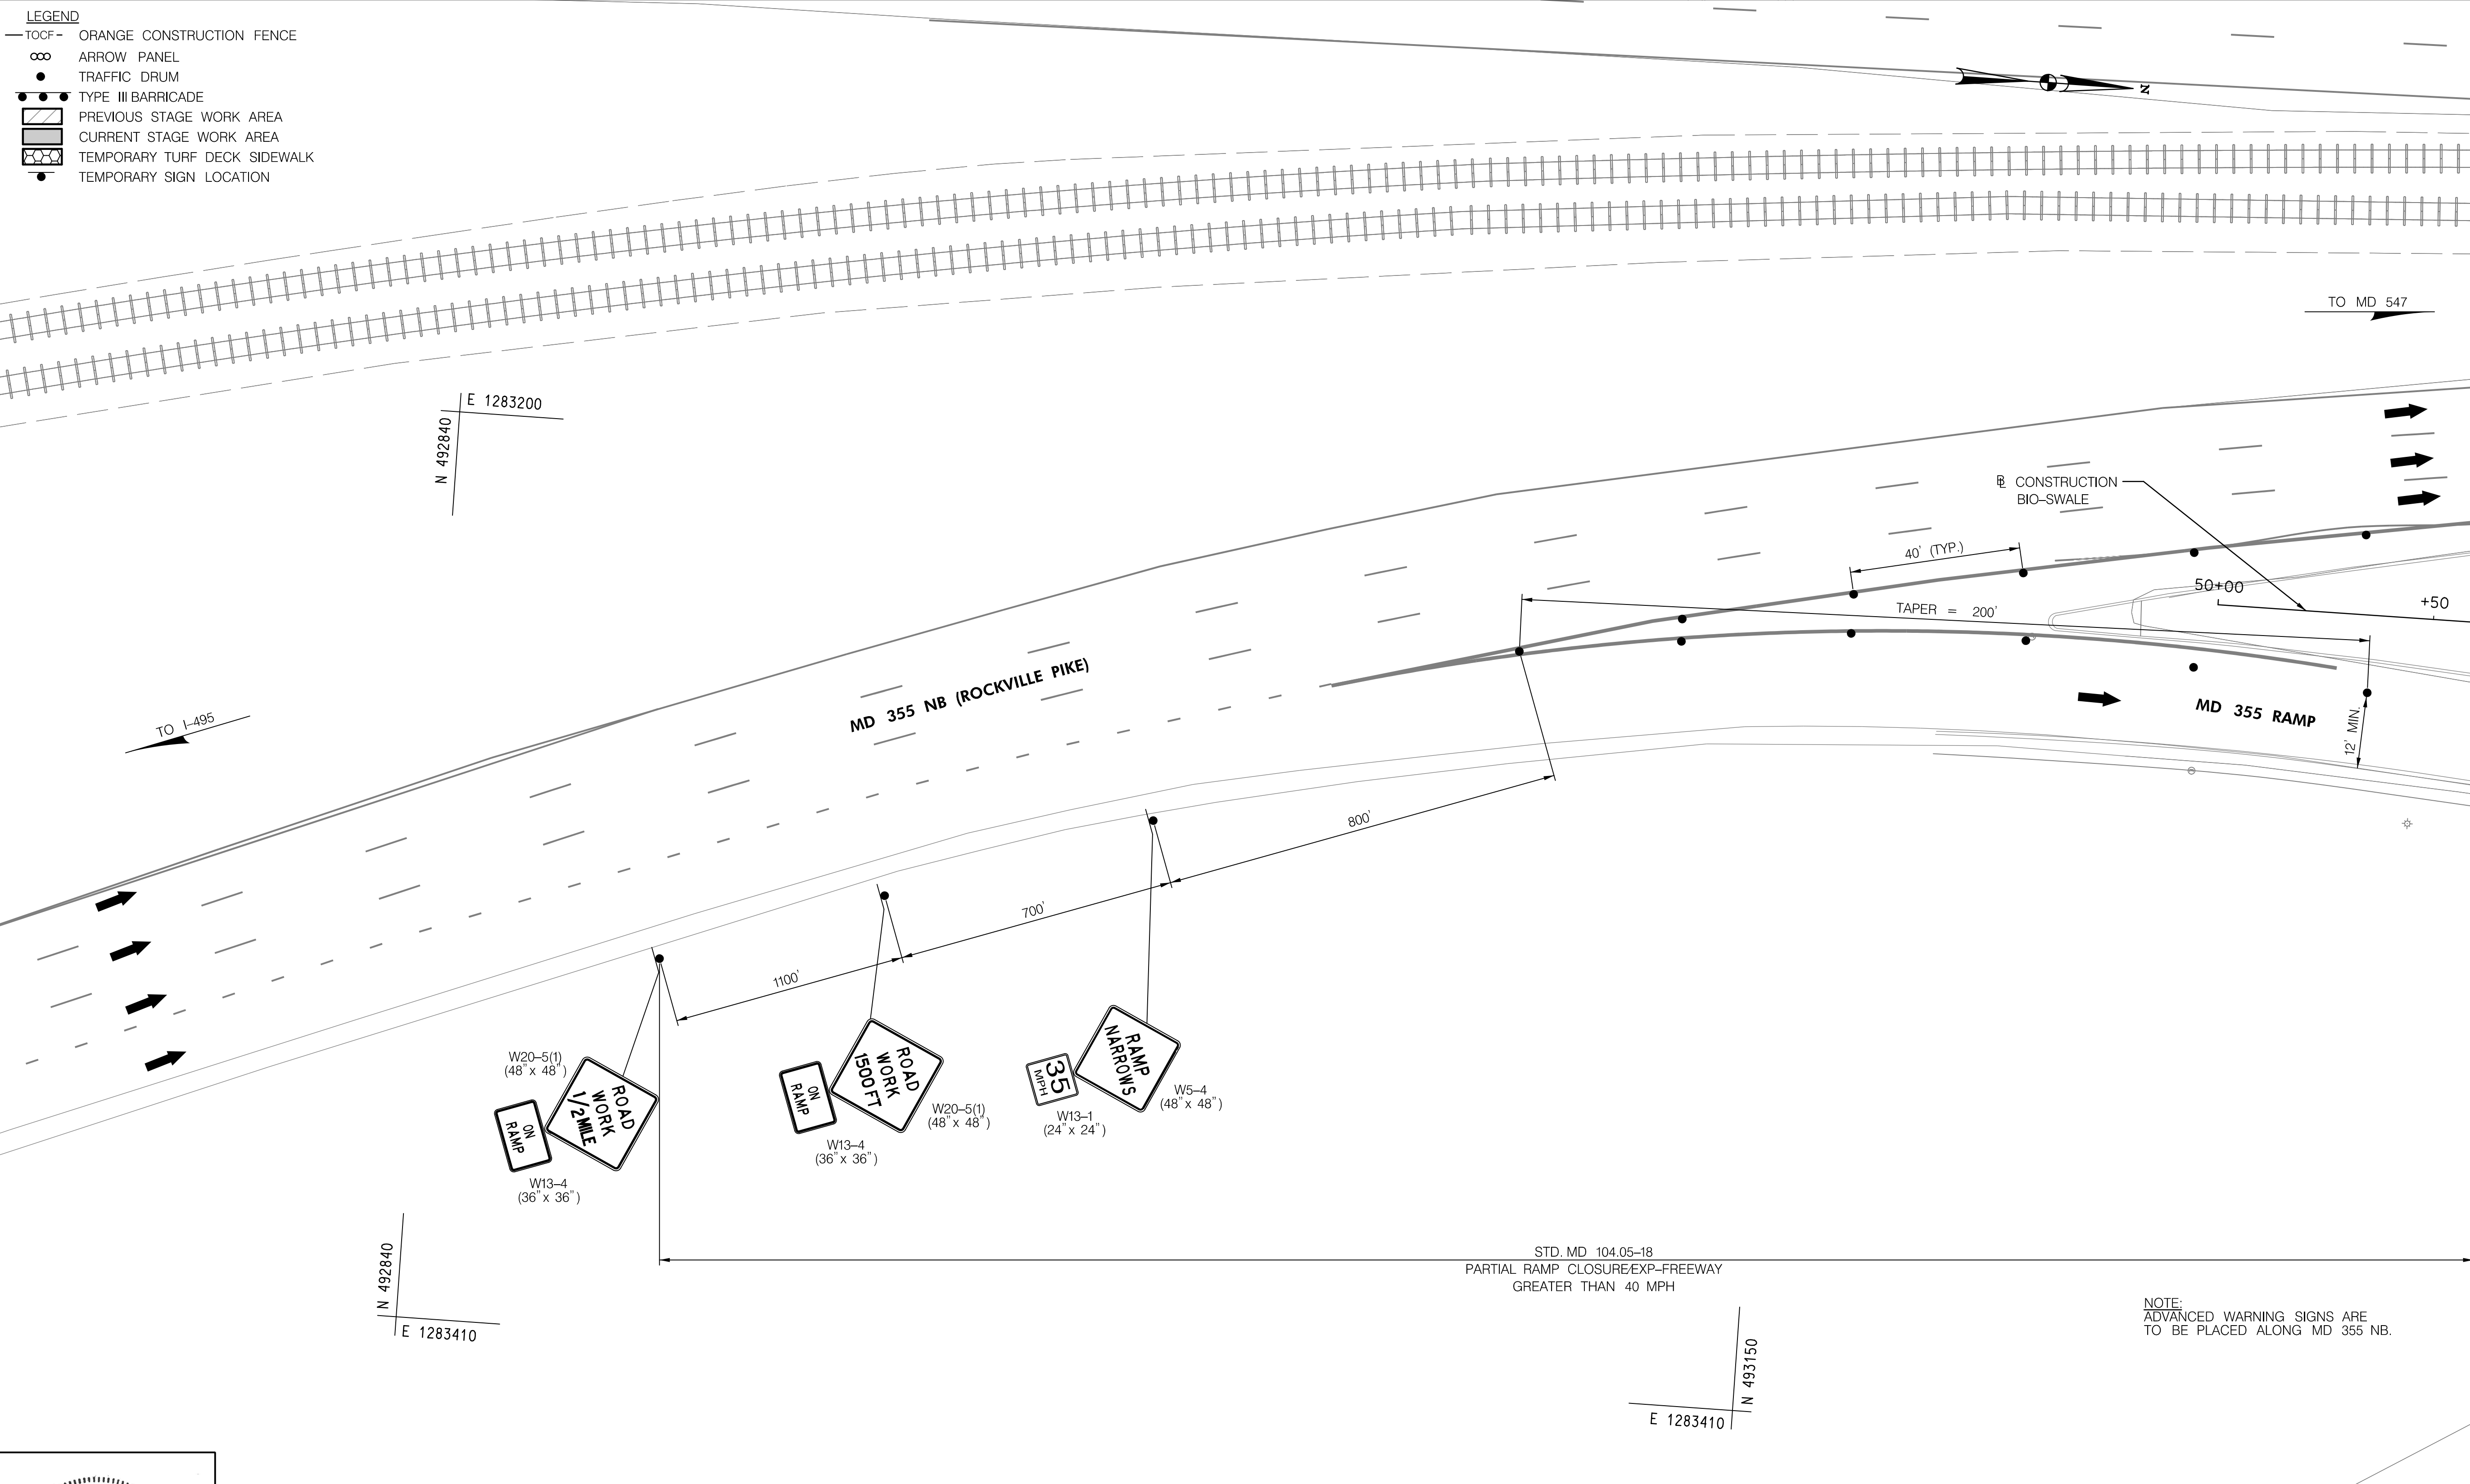 LEGEND
TOCF ORANGE CONSTRUCTION FENCE
ARROW PANEL
TRAFFIC DRUM
TYPE III BARRICADE
PREVIOUS STAGE WORK AREA
CURRENT STAGE WORK AREA
TEMPORARY TURF DECK SIDEWALK
TEMPORARY SIGN LOCATION
N
TO MD 547
E 1283200
N 492840
℄ CONSTRUCTION
BIO-SWALE
40' (TYP.)
50+00
+50
TAPER = 200'
MD 355 NB (ROCKVILLE PIKE)
TO I-495
MD 355 RAMP
12' MIN.
800'
700'
1100'
W20-5(1)
(48" x 48")
ROAD
WORK
1/2 MILE
ON
RAMP
W13-4
(36" x 36")
ROAD
WORK
1500 FT
ON
RAMP
W20-5(1)
(48" x 48")
W13-4
(36" x 36")
RAMP
NARROWS
35
MPH
W5-4
(48" x 48")
W13-1
(24" x 24")
STD. MD 104.05-18
PARTIAL RAMP CLOSURE/EXP-FREEWAY
GREATER THAN 40 MPH
N 492840
E 1283410
N 493150
E 1283410
NOTE:
ADVANCED WARNING SIGNS ARE
TO BE PLACED ALONG MD 355 NB.